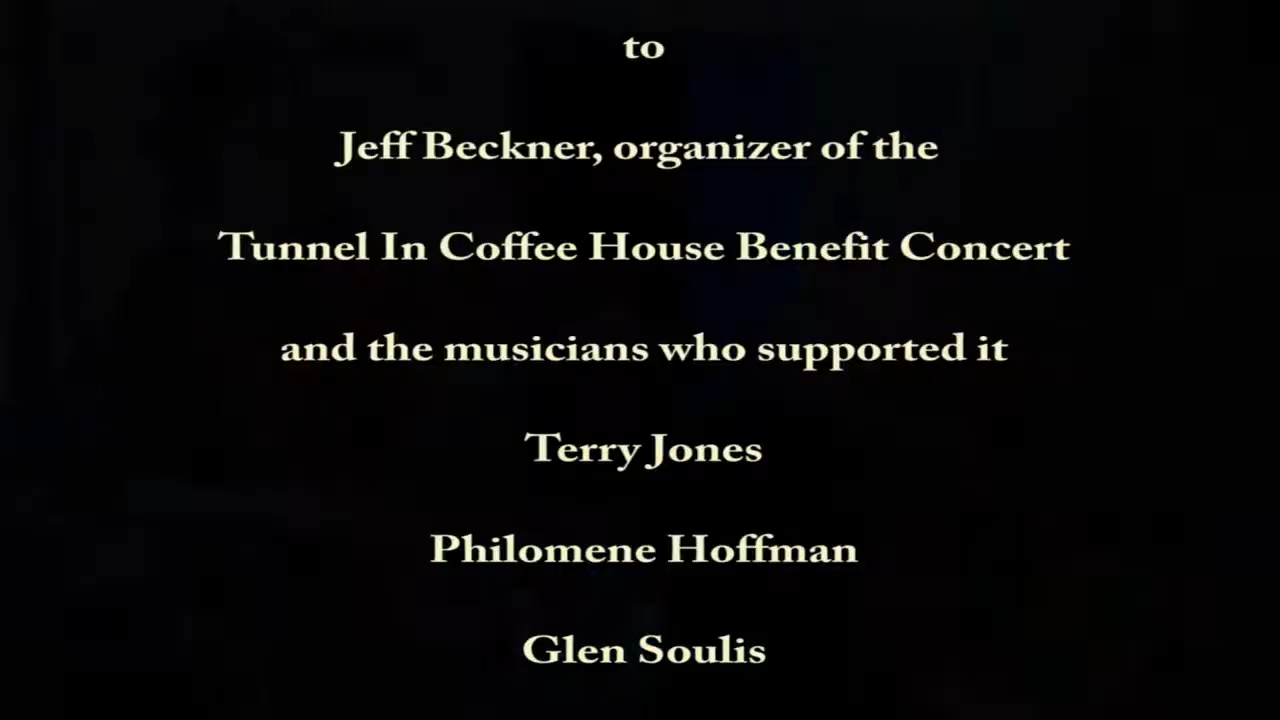 to
Jeff Beckner, organizer of the
Tunnel In Coffee House Benefit Concert
and the musicians who supported it
Terry Jones
Philomene Hoffman
Glen Soulis